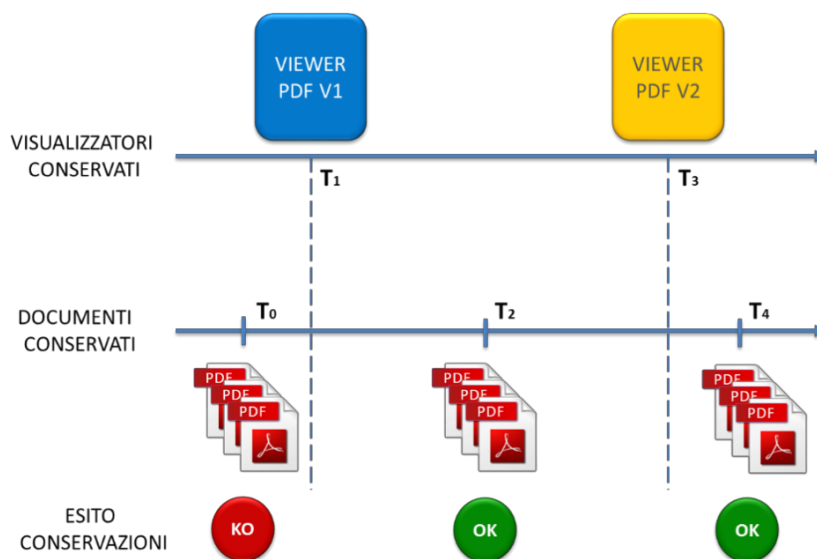 VIEWER
PDF V1
VIEWER
PDF V2
VISUALIZZATORI
CONSERVATI
T1
T3
DOCUMENTI
CONSERVATI
T0
T2
T4
PDF
PDF
PDF
PDF
PDF
PDF
PDF
PDF
PDF
ESITO
CONSERVAZIONI
KO
OK
OK